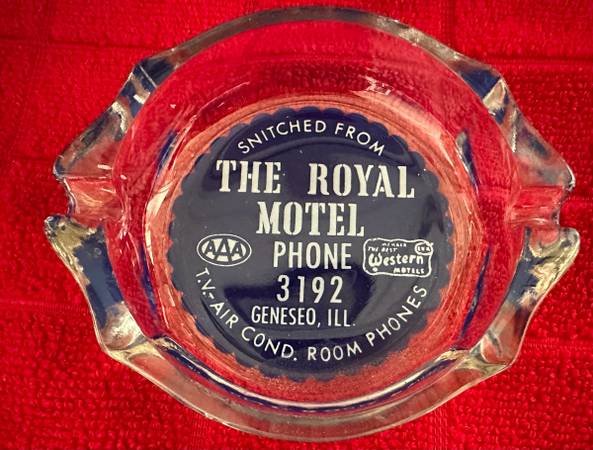 SNITCHED FROM
THE ROYAL
MOTEL
AAA
PHONE
MEMBER
THE BEST
Western
MOTELS
3192
GENESEO, ILL.
T.V.-AIR COND. ROOM PHONES